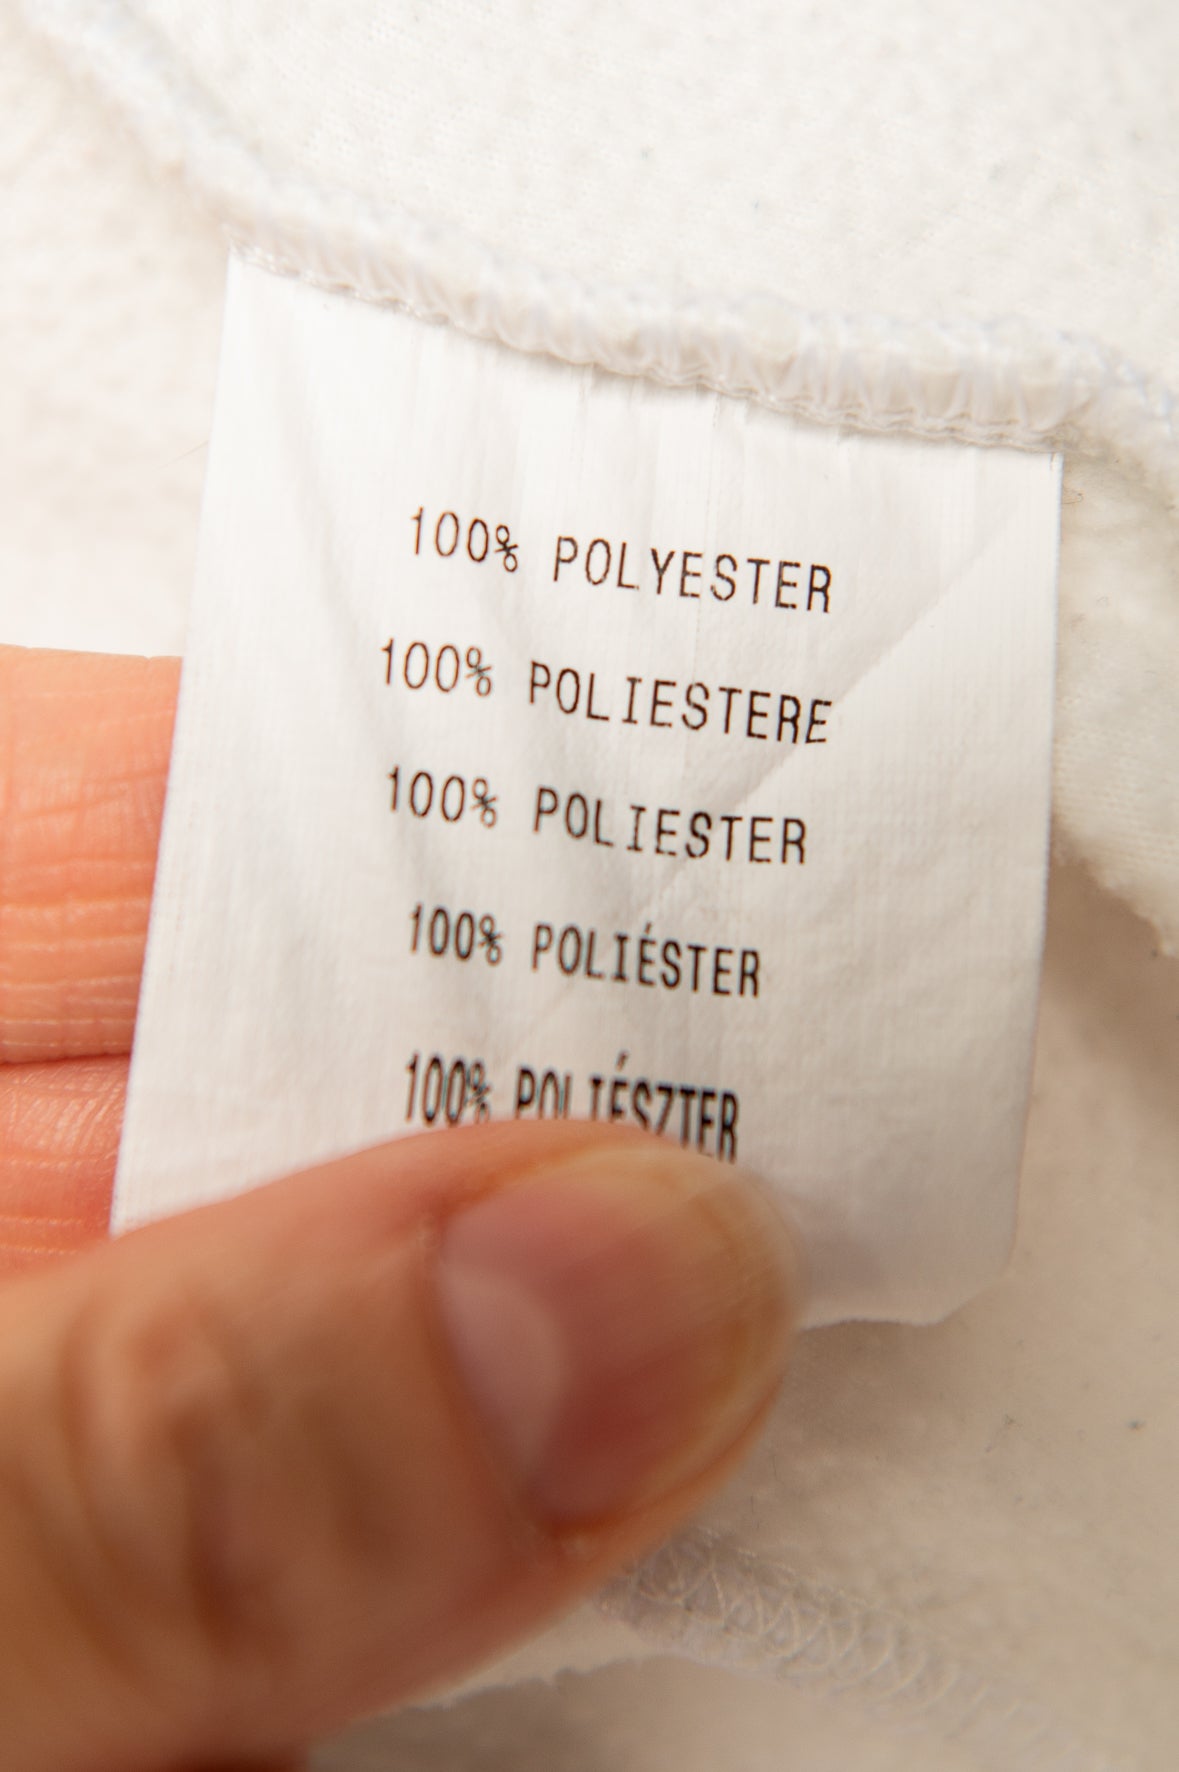 100% POLYESTER
100% POLIESTERE
100% POLIESTER
100% POLIÉSTER
100% POLIÉSZTER